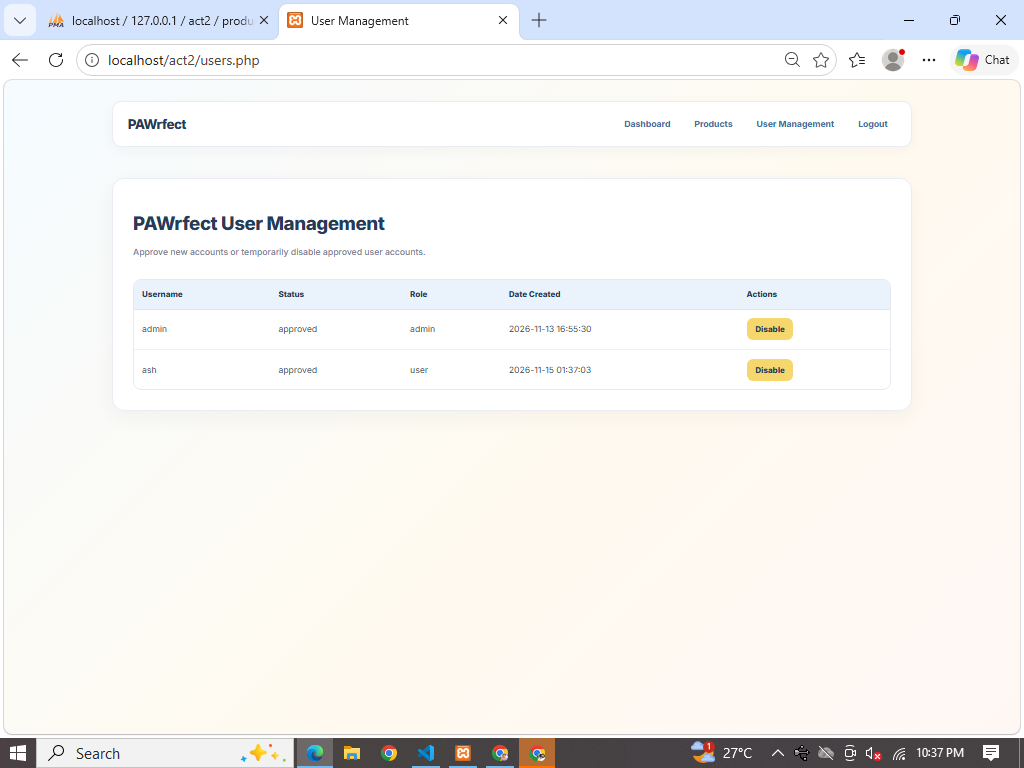 localhost / 127.0.0.1 / act2 / produ
User Management
localhost/act2/users.php
Chat
PAWrfect
Dashboard Products User Management Logout
PAWrfect User Management
Approve new accounts or temporarily disable approved user accounts.
Username Status Role Date Created Actions
admin approved admin 2026-11-13 16:55:30 Disable
ash approved user 2026-11-15 01:37:03 Disable
Search 1 27°C 10:37 PM